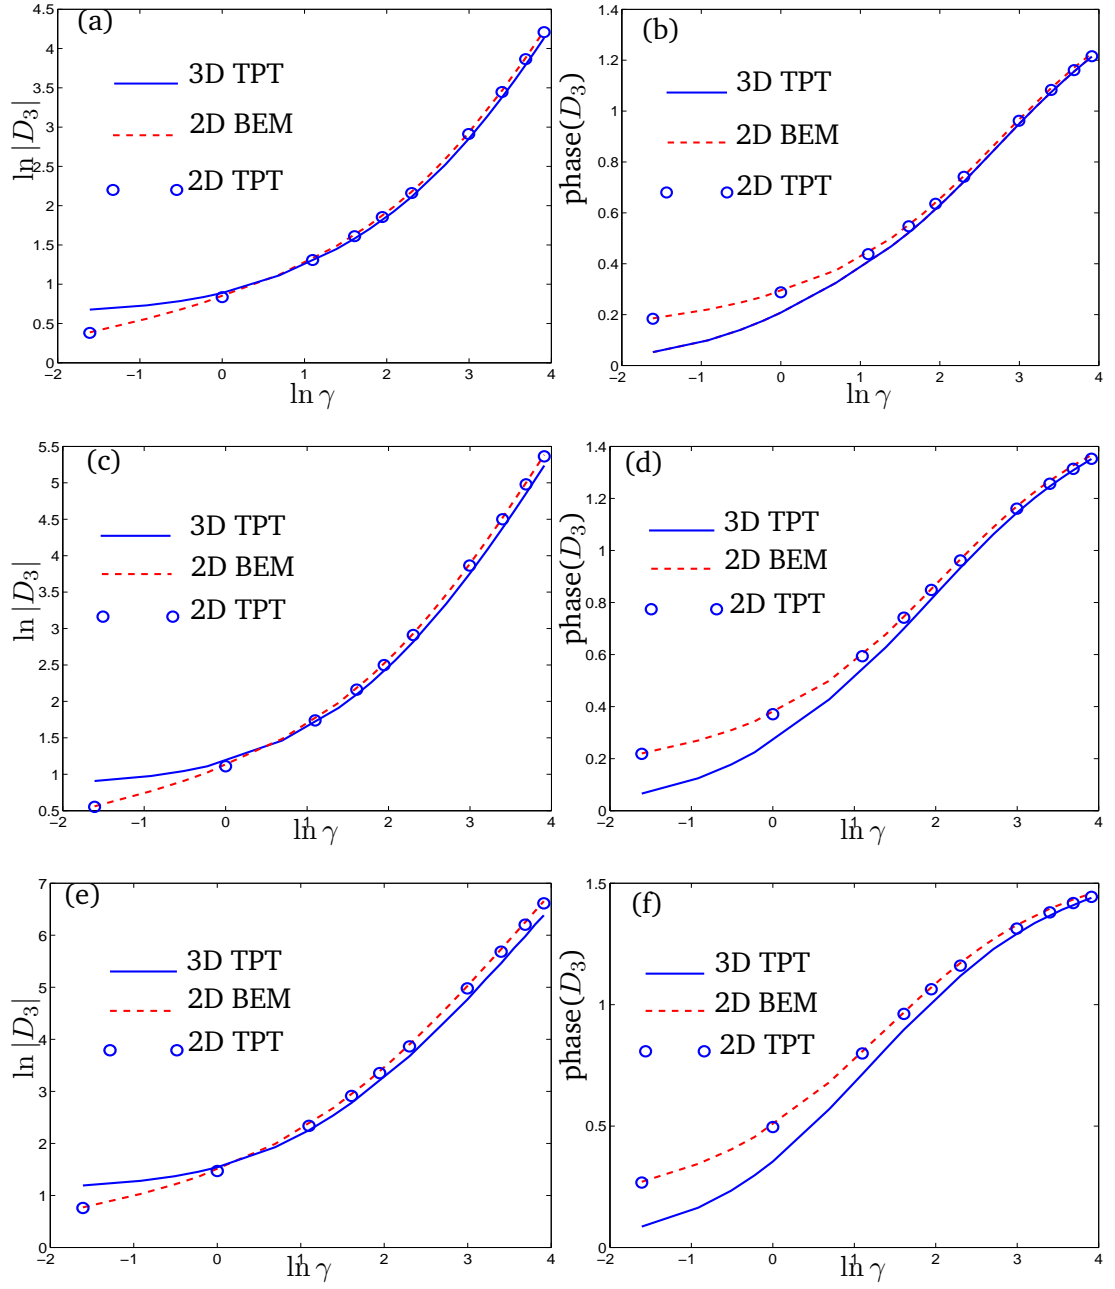 (a)
ln |D₃|
4.5
4
3.5
3
2.5
2
1.5
1
0.5
0
3D TPT
2D BEM
2D TPT
−2 −1 0 1 2 3 4
ln γ
(b)
phase(D₃)
1.4
1.2
1
0.8
0.6
0.4
0.2
0
3D TPT
2D BEM
2D TPT
−2 −1 0 1 2 3 4
ln γ
(c)
ln |D₃|
5.5
5
4.5
4
3.5
3
2.5
2
1.5
1
0.5
3D TPT
2D BEM
2D TPT
−2 −1 0 1 2 3 4
ln γ
(d)
phase(D₃)
1.4
1.2
1
0.8
0.6
0.4
0.2
0
3D TPT
2D BEM
2D TPT
−2 −1 0 1 2 3 4
ln γ
(e)
ln |D₃|
7
6
5
4
3
2
1
0
3D TPT
2D BEM
2D TPT
−2 −1 0 1 2 3 4
ln γ
(f)
phase(D₃)
1.5
1
0.5
0
3D TPT
2D BEM
2D TPT
−2 −1 0 1 2 3 4
ln γ